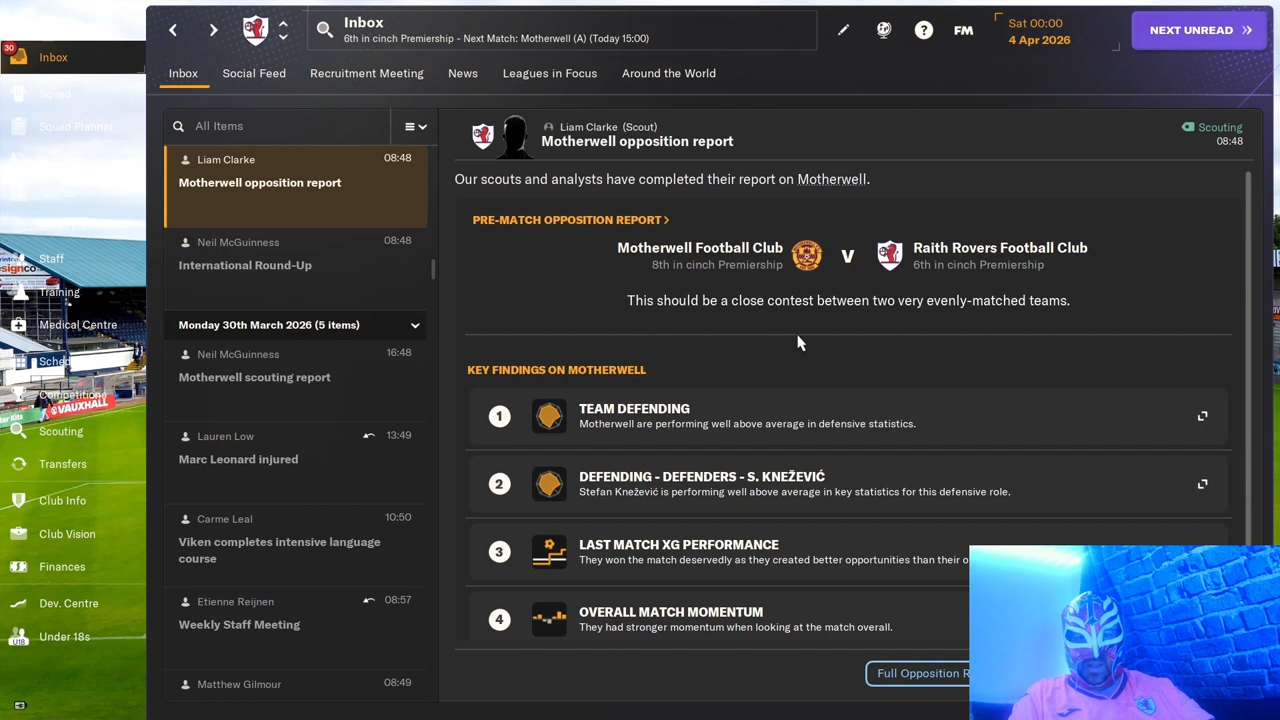 Inbox
6th in cinch Premiership - Next Match: Motherwell (A) (Today 15:00)
FM
Sat 00:00
4 Apr 2026
NEXT UNREAD
30
Inbox
Squad
Squad Planner
Staff
Training
Medical Centre
Sched
Competitions
Scouting
Transfers
Club Info
Club Vision
Finances
Dev. Centre
U18
Under 18s
VAUXHALL
Inbox
Social Feed
Recruitment Meeting
News
Leagues in Focus
Around the World
All Items
Liam Clarke
08:48
Motherwell opposition report
Neil McGuinness
08:48
International Round-Up
Monday 30th March 2026 (5 items)
Neil McGuinness
16:48
Motherwell scouting report
Lauren Low
13:49
Marc Leonard injured
Carme Leal
10:50
Viken completes intensive language
course
Etienne Reijnen
08:57
Weekly Staff Meeting
Matthew Gilmour
08:49
Liam Clarke (Scout)
Motherwell opposition report
Scouting
08:48
Our scouts and analysts have completed their report on Motherwell.
PRE-MATCH OPPOSITION REPORT >
Motherwell Football Club
8th in cinch Premiership
V
Raith Rovers Football Club
6th in cinch Premiership
This should be a close contest between two very evenly-matched teams.
KEY FINDINGS ON MOTHERWELL
1
TEAM DEFENDING
Motherwell are performing well above average in defensive statistics.
2
DEFENDING - DEFENDERS - S. KNEŽEVIĆ
Stefan Knežević is performing well above average in key statistics for this defensive role.
3
LAST MATCH XG PERFORMANCE
They won the match deservedly as they created better opportunities than their o
4
OVERALL MATCH MOMENTUM
They had stronger momentum when looking at the match overall.
Full Opposition R